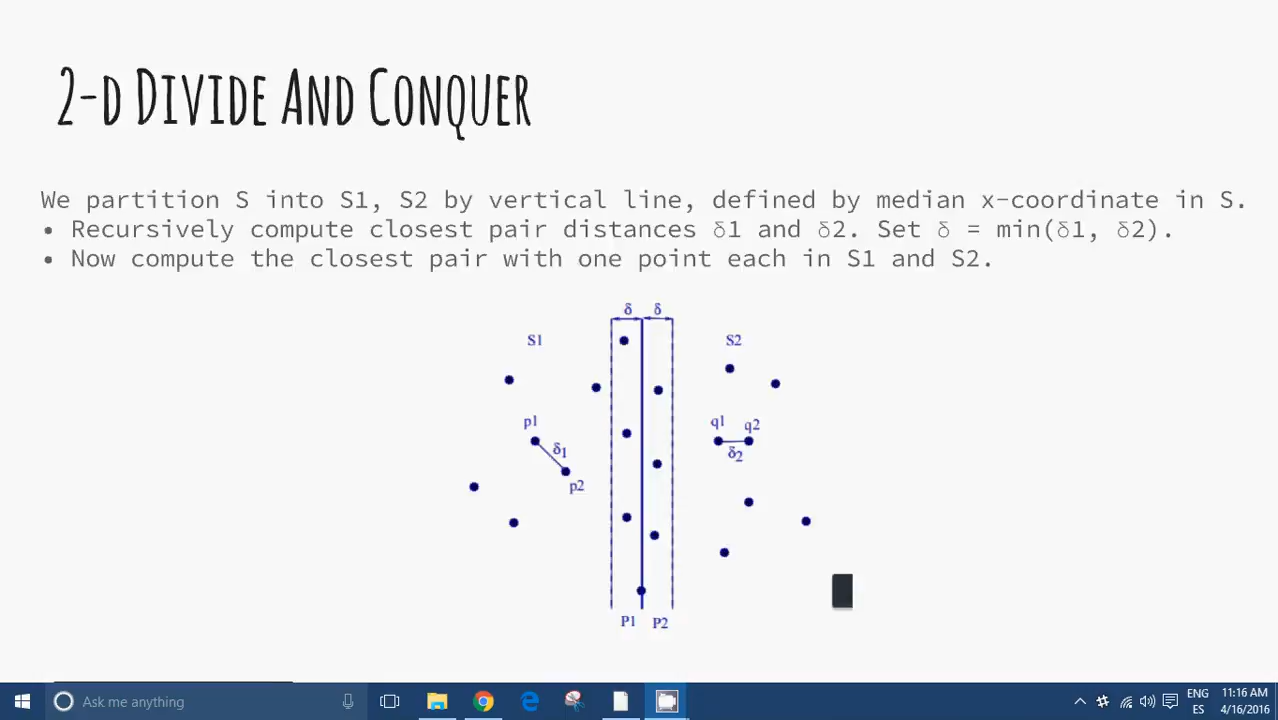 2-d Divide And Conquer
We partition S into S1, S2 by vertical line, defined by median x-coordinate in S.
• Recursively compute closest pair distances δ1 and δ2. Set δ = min(δ1, δ2).
• Now compute the closest pair with one point each in S1 and S2.
δ δ
S1 S2
p1 q1 q2
δ1 δ2
p2
P1 P2
Ask me anything
ENG 11:16 AM
ES 4/16/2016